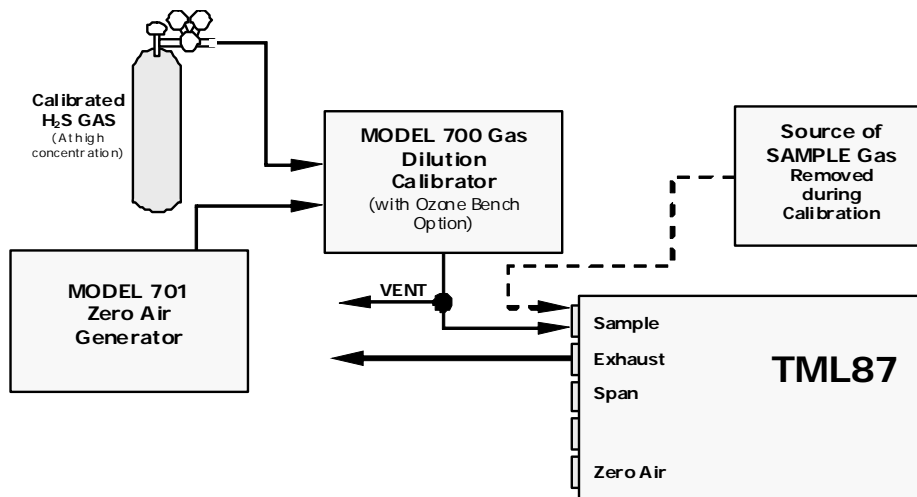 Calibrated
H₂S GAS
(At high
concentration)
MODEL 700 Gas
Dilution
Calibrator
(with Ozone Bench
Option)
Source of
SAMPLE Gas
Removed
during
Calibration
MODEL 701
Zero Air
Generator
VENT
Sample
Exhaust
Span
Zero Air
TML87